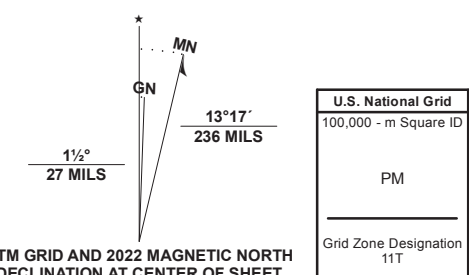 ★
MN
GN
13°17´
236 MILS
1½°
27 MILS
TM GRID AND 2022 MAGNETIC NORTH
DECLINATION AT CENTER OF SHEET
U.S. National Grid
100,000 - m Square ID
PM
Grid Zone Designation
11T